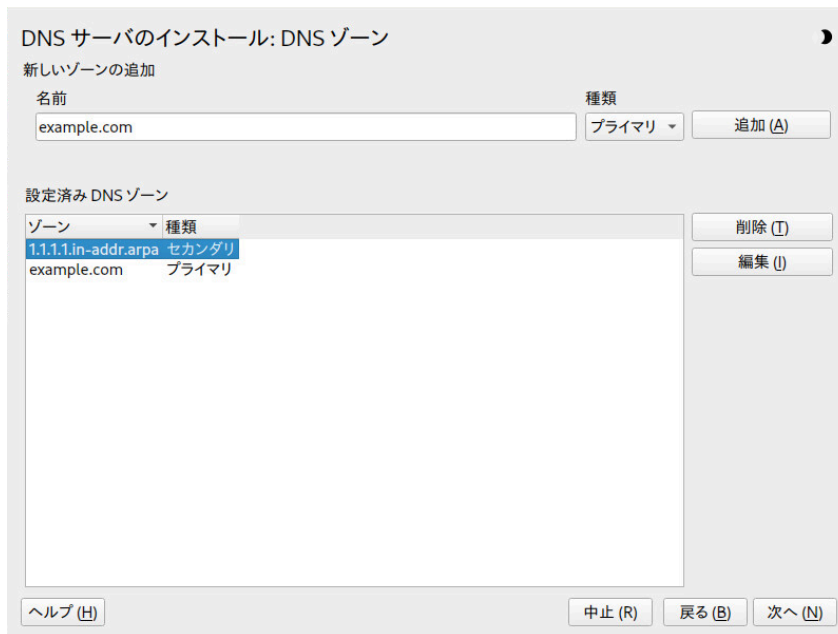 DNS サーバのインストール: DNS ゾーン
新しいゾーンの追加
名前 種類
example.com プライマリ 追加 (A)
設定済み DNS ゾーン
ゾーン 種類 削除 (T)
1.1.1.1.in-addr.arpa セカンダリ
example.com プライマリ 編集 (I)
ヘルプ (H) 中止 (R) 戻る (B) 次へ (N)